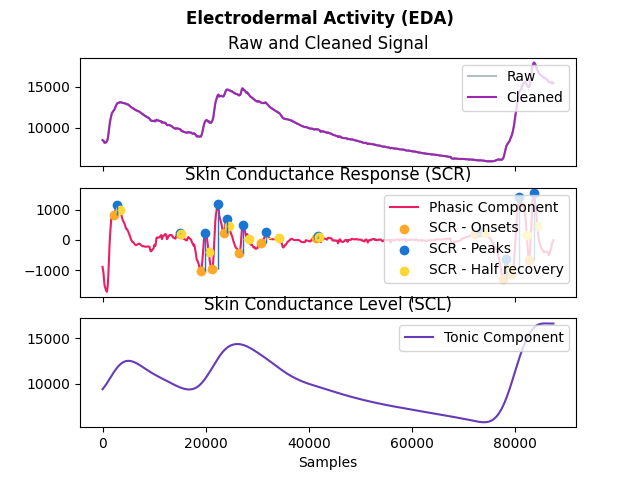 Electrodermal Activity (EDA)
Raw and Cleaned Signal
15000
10000
Raw
Cleaned
Skin Conductance Response (SCR)
1000
0
−1000
Phasic Component
SCR - Onsets
SCR - Peaks
SCR - Half recovery
Skin Conductance Level (SCL)
15000
10000
Tonic Component
0 20000 40000 60000 80000
Samples